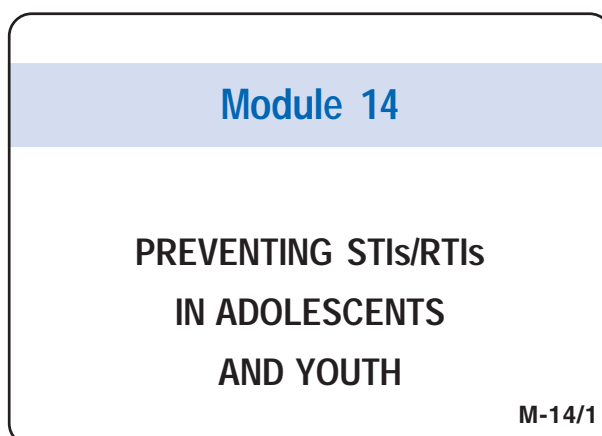 Module 14
PREVENTING STIs/RTIs
IN ADOLESCENTS
AND YOUTH
M-14/1